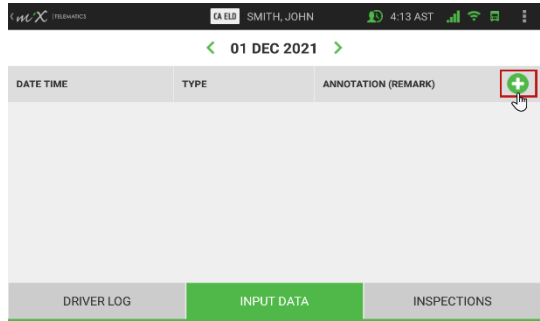 miX TELEMATICS CA ELD SMITH, JOHN 4:13 AST
01 DEC 2021
DATE TIME TYPE ANNOTATION (REMARK)
DRIVER LOG INPUT DATA INSPECTIONS